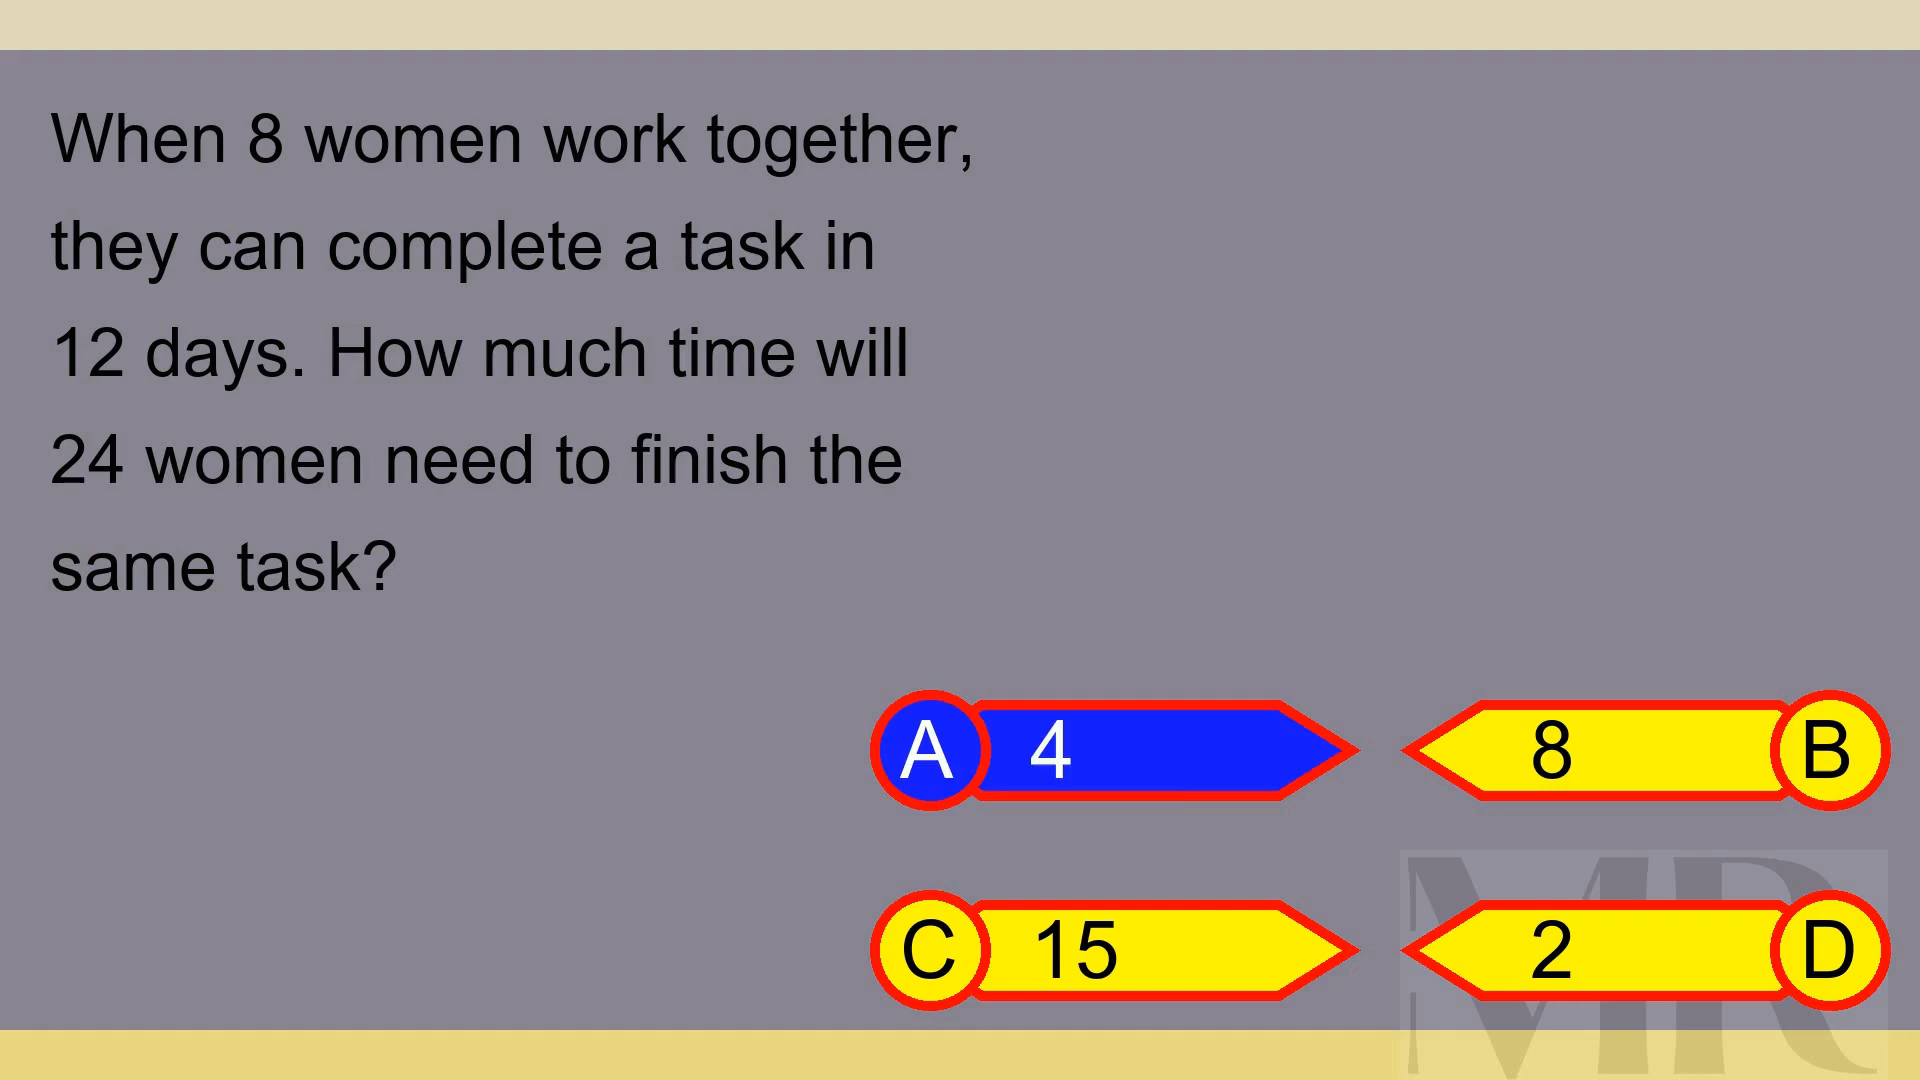 When 8 women work together,
they can complete a task in
12 days. How much time will
24 women need to finish the
same task?
A 4
8 B
C 15
2 D
MR